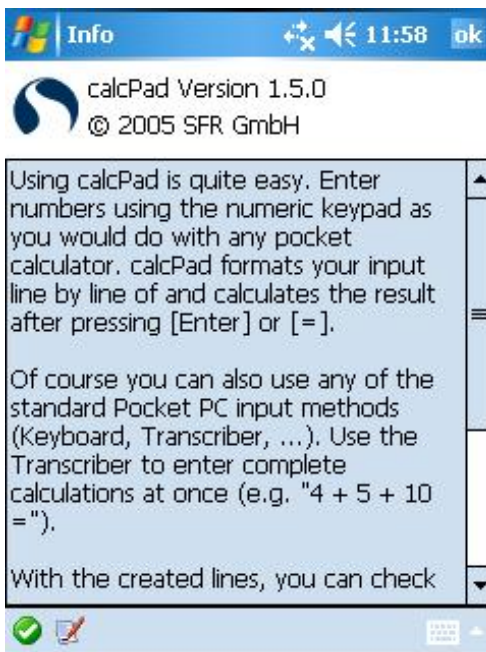 Info 11:58 ok
calcPad Version 1.5.0
© 2005 SFR GmbH
Using calcPad is quite easy. Enter
numbers using the numeric keypad as
you would do with any pocket
calculator. calcPad formats your input
line by line of and calculates the result
after pressing [Enter] or [=].
Of course you can also use any of the
standard Pocket PC input methods
(Keyboard, Transcriber, ...). Use the
Transcriber to enter complete
calculations at once (e.g. "4 + 5 + 10
=").
With the created lines, you can check